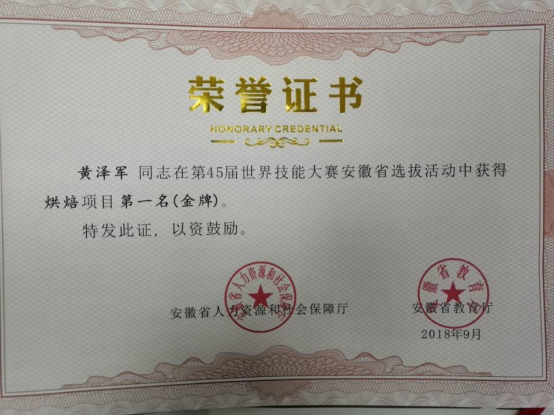 荣誉证书
HONORARY CREDENTIAL
黄泽军 同志在第45届世界技能大赛安徽省选拔活动中获得
烘焙项目第一名(金牌)。
特发此证，以资鼓励。
安徽省人力资源和社会保障厅 安徽省教育厅
2018年9月